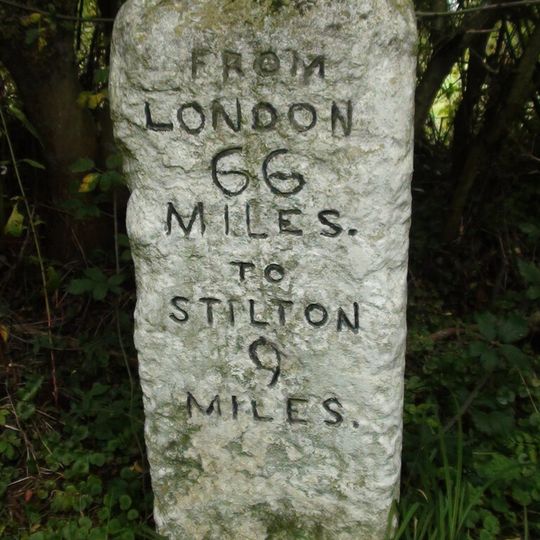 FROM
LONDON
66
MILES.
TO
STILTON
9
MILES.